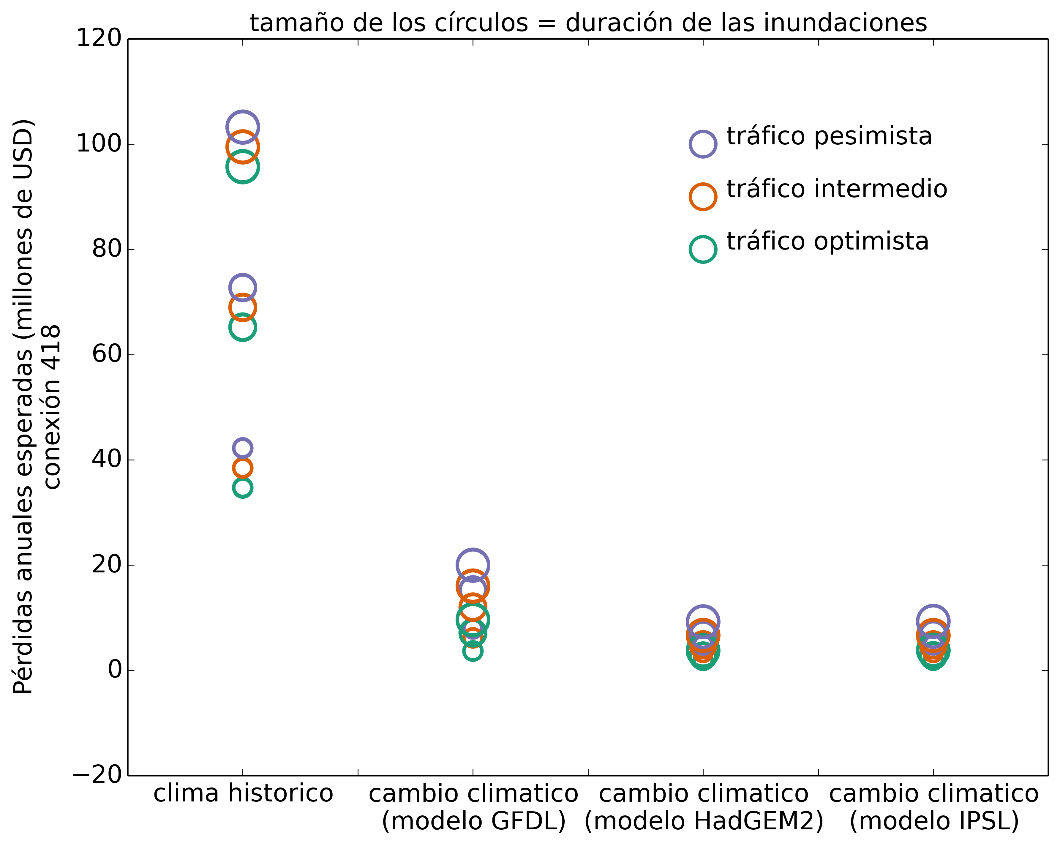 tamaño de los círculos = duración de las inundaciones
120
100
80
60
40
20
0
−20
Pérdidas anuales esperadas (millones de USD)
conexión 418
tráfico pesimista
tráfico intermedio
tráfico optimista
clima historico
cambio climatico
(modelo GFDL)
cambio climatico
(modelo HadGEM2)
cambio climatico
(modelo IPSL)